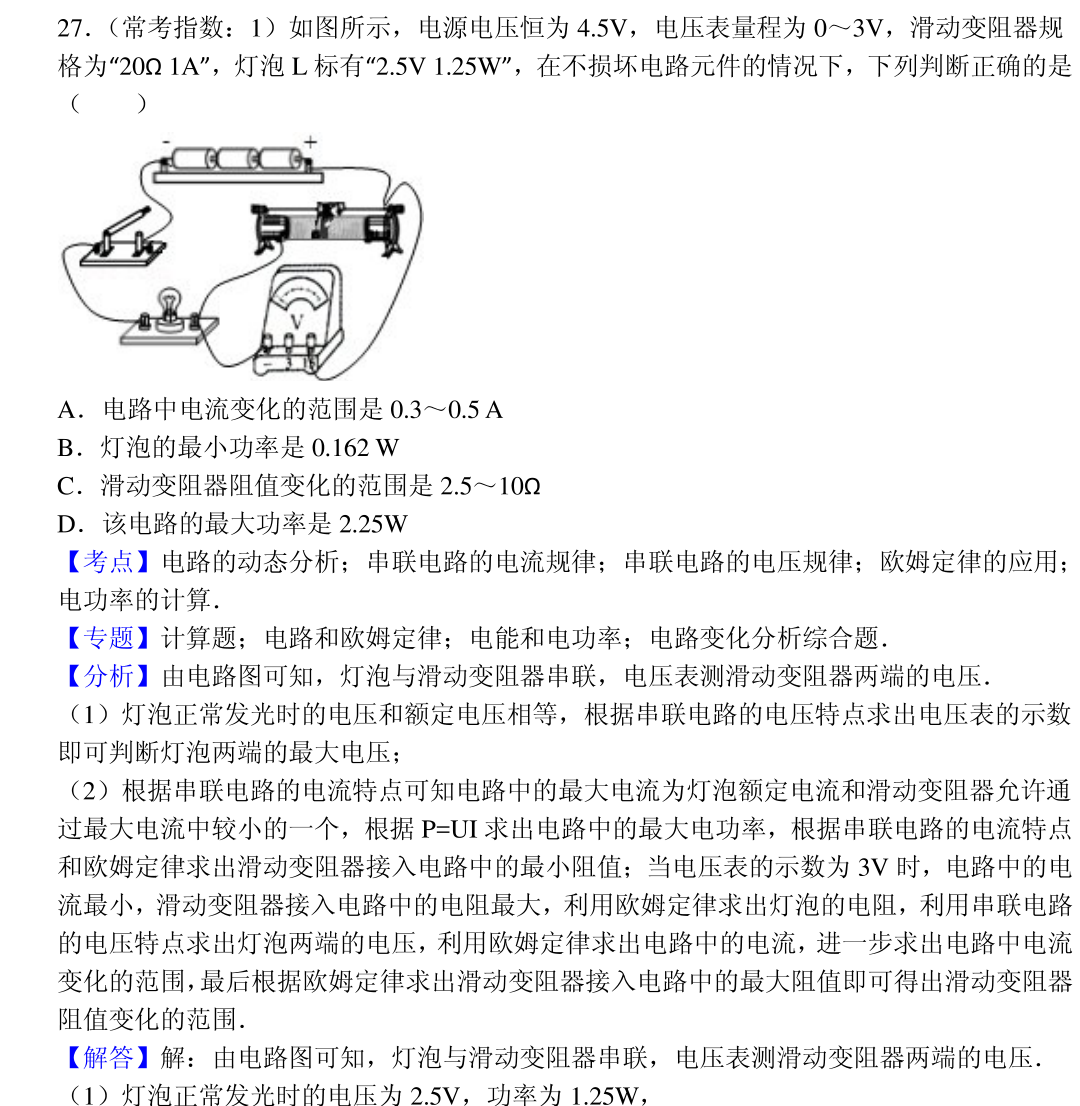 27.（常考指数：1）如图所示，电源电压恒为 4.5V，电压表量程为 0～3V，滑动变阻器规
格为“20Ω 1A”，灯泡 L 标有“2.5V 1.25W”，在不损坏电路元件的情况下，下列判断正确的是
（　　）
- +
V
- 3 15
A．电路中电流变化的范围是 0.3～0.5 A
B．灯泡的最小功率是 0.162 W
C．滑动变阻器阻值变化的范围是 2.5～10Ω
D．该电路的最大功率是 2.25W
【考点】电路的动态分析；串联电路的电流规律；串联电路的电压规律；欧姆定律的应用；
电功率的计算．
【专题】计算题；电路和欧姆定律；电能和电功率；电路变化分析综合题．
【分析】由电路图可知，灯泡与滑动变阻器串联，电压表测滑动变阻器两端的电压．
（1）灯泡正常发光时的电压和额定电压相等，根据串联电路的电压特点求出电压表的示数
即可判断灯泡两端的最大电压；
（2）根据串联电路的电流特点可知电路中的最大电流为灯泡额定电流和滑动变阻器允许通
过最大电流中较小的一个，根据 P=UI 求出电路中的最大电功率，根据串联电路的电流特点
和欧姆定律求出滑动变阻器接入电路中的最小阻值；当电压表的示数为 3V 时，电路中的电
流最小，滑动变阻器接入电路中的电阻最大，利用欧姆定律求出灯泡的电阻，利用串联电路
的电压特点求出灯泡两端的电压，利用欧姆定律求出电路中的电流，进一步求出电路中电流
变化的范围，最后根据欧姆定律求出滑动变阻器接入电路中的最大阻值即可得出滑动变阻器
阻值变化的范围．
【解答】解：由电路图可知，灯泡与滑动变阻器串联，电压表测滑动变阻器两端的电压．
（1）灯泡正常发光时的电压为 2.5V，功率为 1.25W，